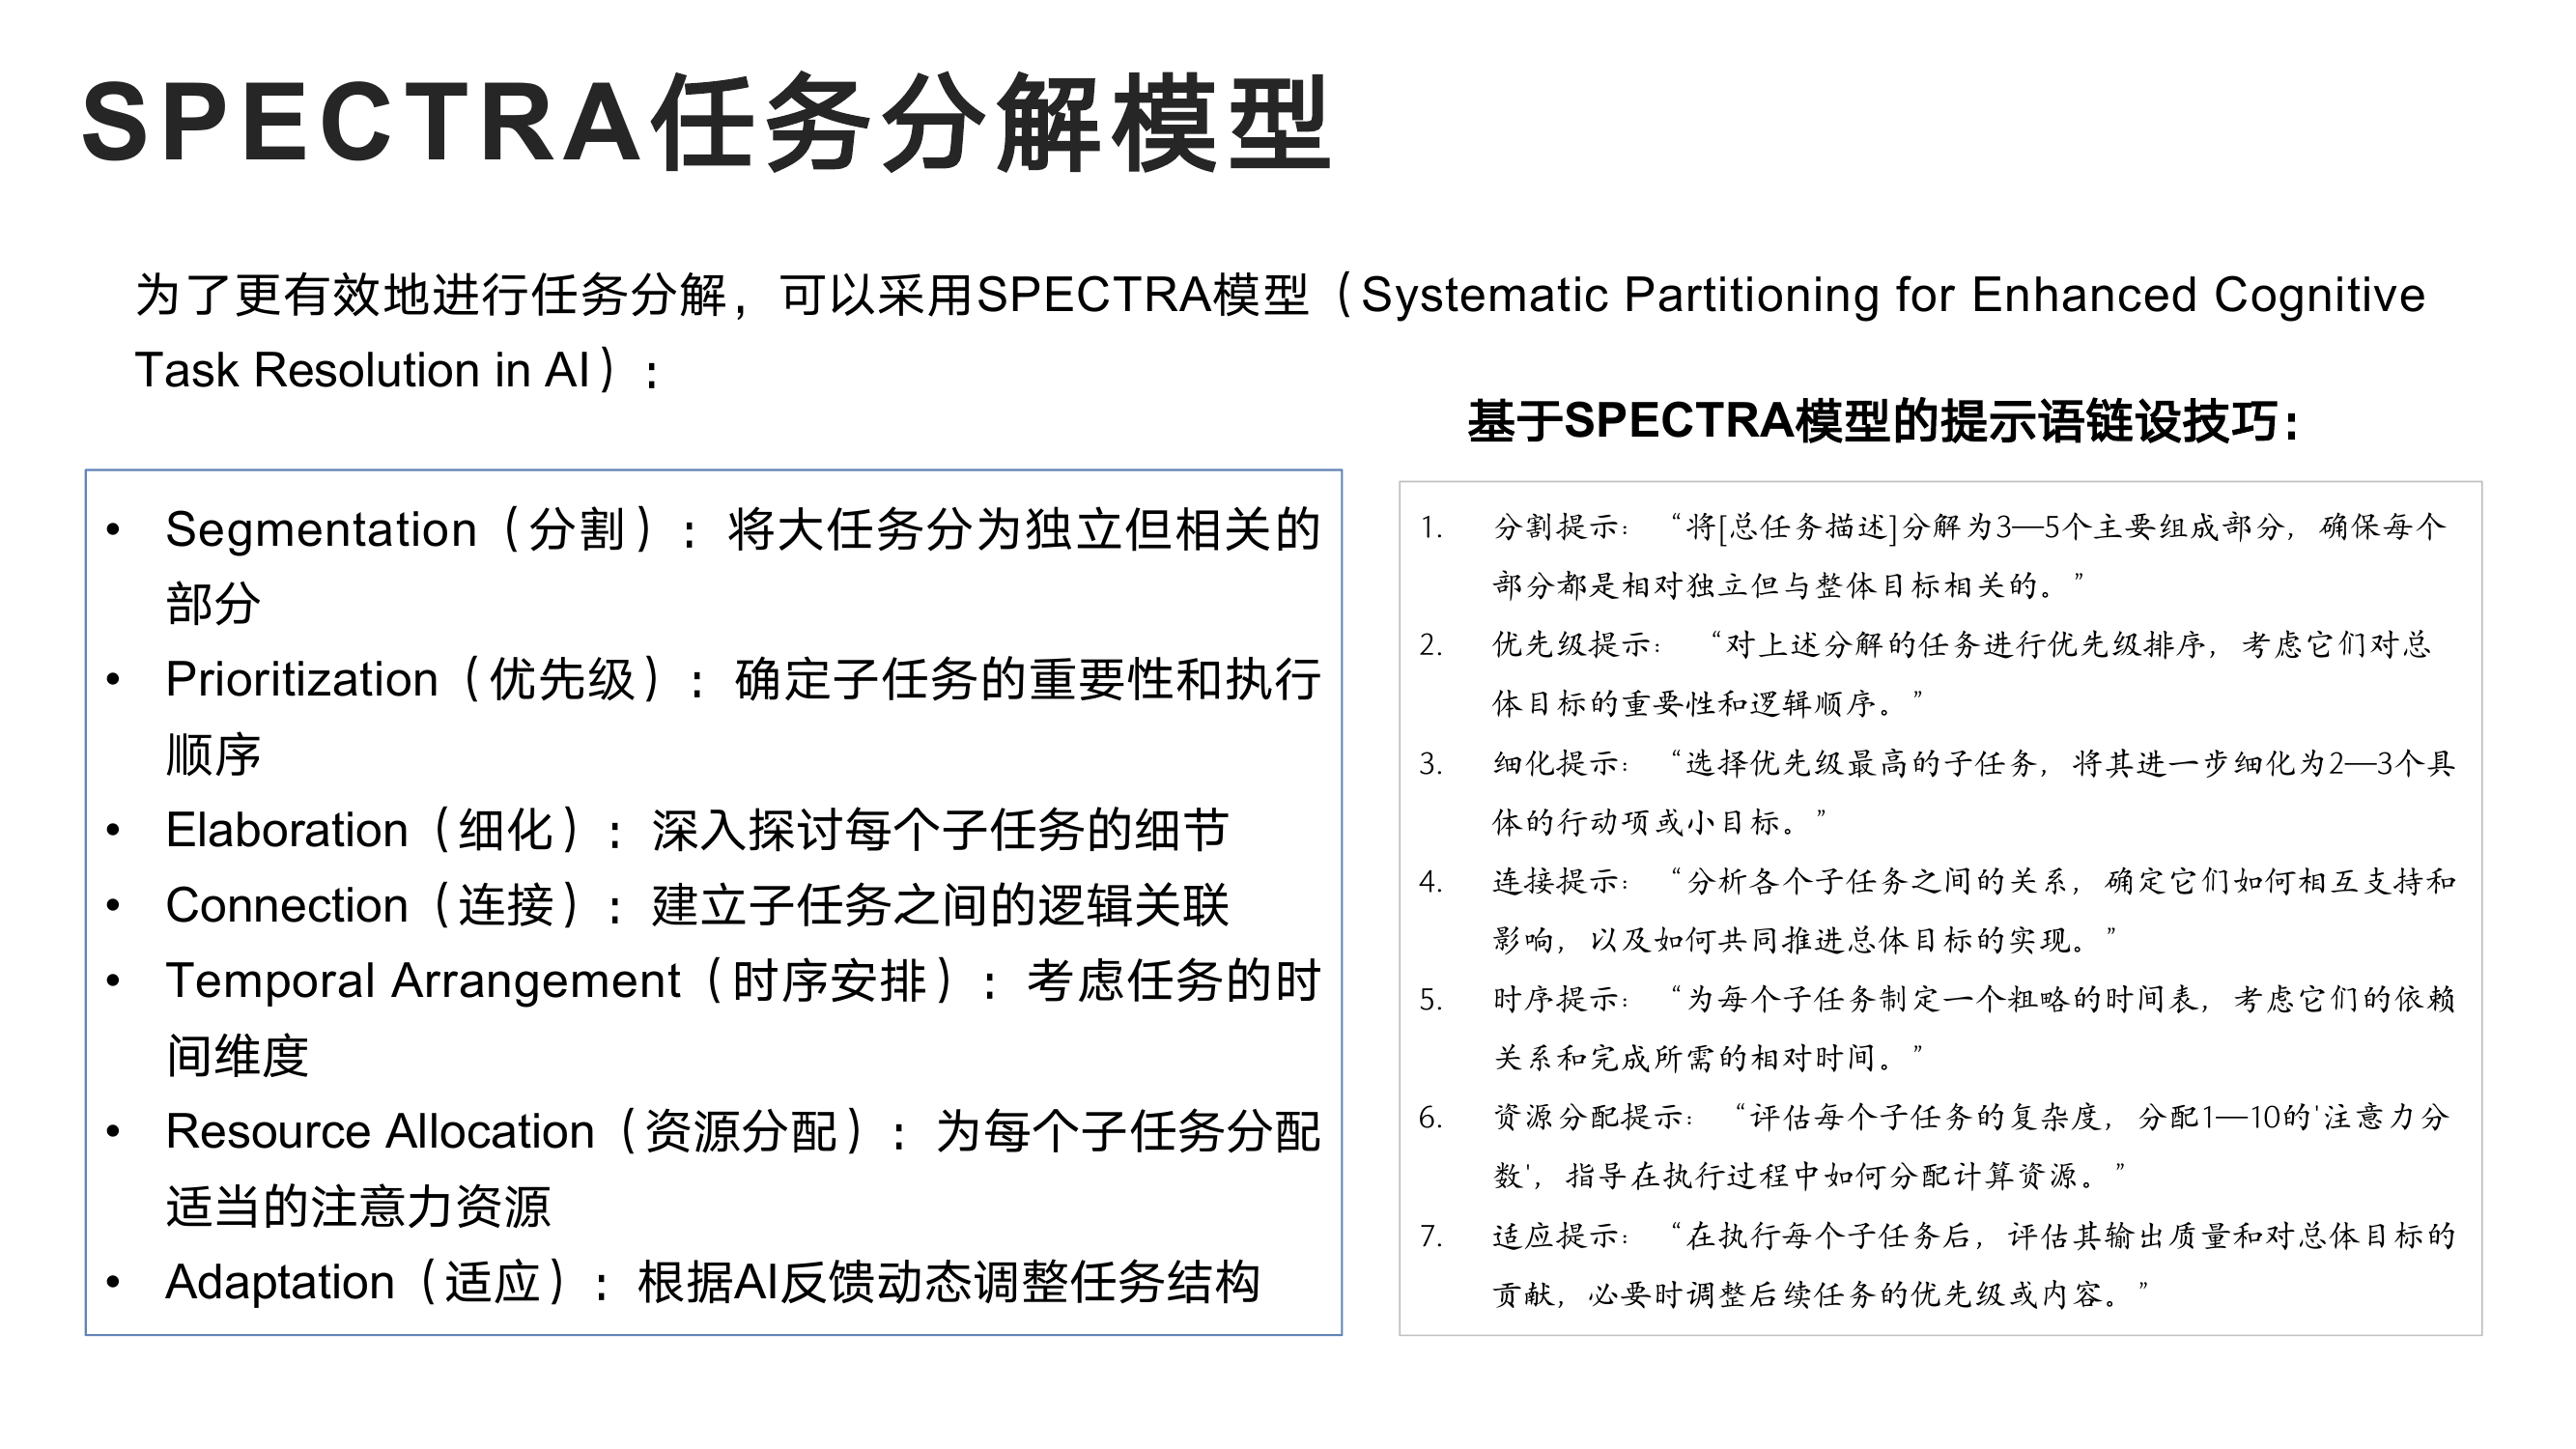 SPECTRA任务分解模型
为了更有效地进行任务分解，可以采用SPECTRA模型（Systematic Partitioning for Enhanced Cognitive
Task Resolution in AI）：
• Segmentation（分割）：将大任务分为独立但相关的
部分
• Prioritization（优先级）：确定子任务的重要性和执行
顺序
• Elaboration（细化）：深入探讨每个子任务的细节
• Connection（连接）：建立子任务之间的逻辑关联
• Temporal Arrangement（时序安排）：考虑任务的时
间维度
• Resource Allocation（资源分配）：为每个子任务分配
适当的注意力资源
• Adaptation（适应）：根据AI反馈动态调整任务结构
基于SPECTRA模型的提示语链设技巧：
1. 分割提示：“将[总任务描述]分解为3—5个主要组成部分，确保每个
部分都是相对独立但与整体目标相关的。”
2. 优先级提示：“对上述分解的任务进行优先级排序，考虑它们对总
体目标的重要性和逻辑顺序。”
3. 细化提示：“选择优先级最高的子任务，将其进一步细化为2—3个具
体的行动项或小目标。”
4. 连接提示：“分析各个子任务之间的关系，确定它们如何相互支持和
影响，以及如何共同推进总体目标的实现。”
5. 时序提示：“为每个子任务制定一个粗略的时间表，考虑它们的依赖
关系和完成所需的相对时间。”
6. 资源分配提示：“评估每个子任务的复杂度，分配1—10的'注意力分
数'，指导在执行过程中如何分配计算资源。”
7. 适应提示：“在执行每个子任务后，评估其输出质量和对总体目标的
贡献，必要时调整后续任务的优先级或内容。”